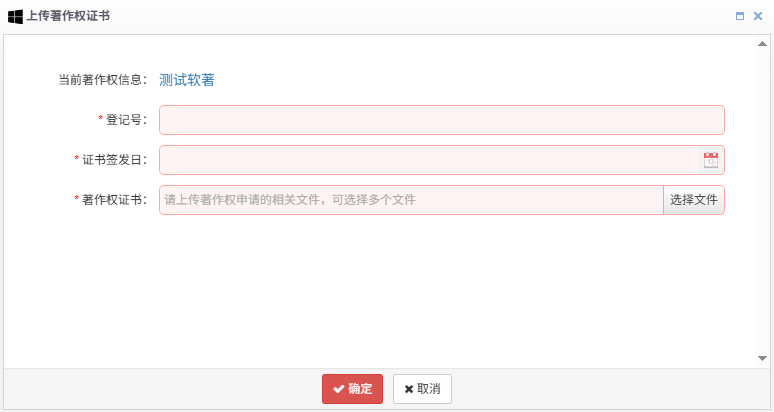 上传著作权证书
当前著作权信息： 测试软著
* 登记号：
* 证书签发日：
* 著作权证书： 请上传著作权申请的相关文件，可选择多个文件 选择文件
确定 取消